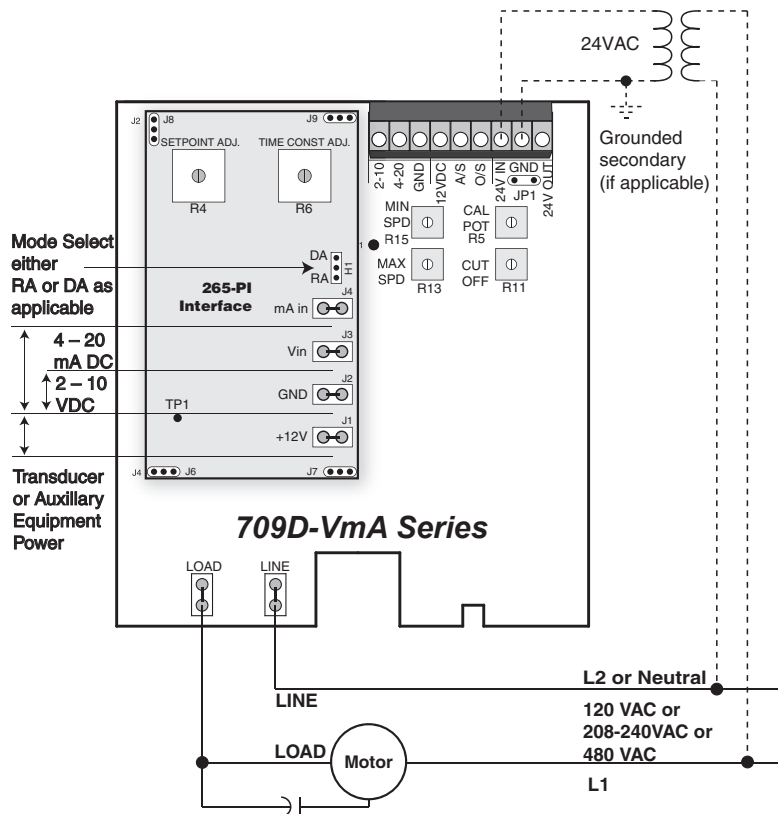 24VAC
Grounded
secondary
(if applicable)
J2 J8
J9
SETPOINT ADJ.
TIME CONST ADJ.
R4
R6
2-10
4-20
GND
12VDC
A/S
O/S
24V IN
GND
JP1
24V OUT
MIN
SPD
R15
CAL
POT
R5
MAX
SPD
R13
CUT
OFF
R11
1
Mode Select
either
RA or DA as
applicable
DA
RA
H1
265-PI
Interface
J4
mA in
4 – 20
mA DC
J3
Vin
2 – 10
VDC
J2
GND
TP1
J1
+12V
J4 J6
J7
Transducer
or Auxillary
Equipment
Power
709D-VmA Series
LOAD
LINE
L2 or Neutral
LINE
120 VAC or
208-240VAC or
480 VAC
LOAD
Motor
L1